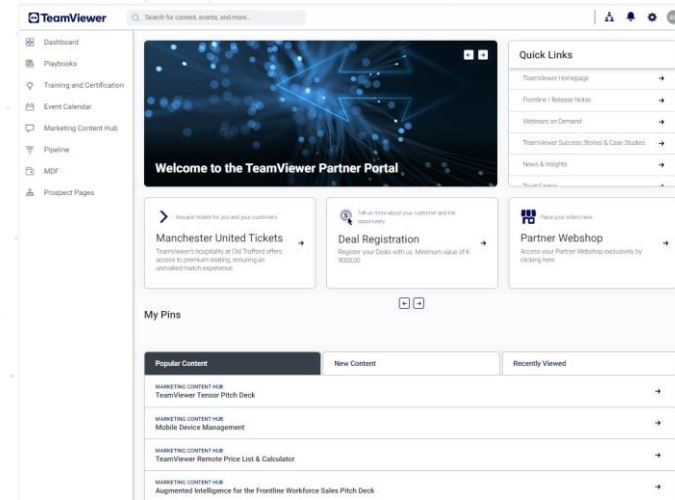 TeamViewer
Search for content, events, and more...
Dashboard
Playbooks
Training and Certification
Event Calendar
Marketing Content Hub
Pipeline
MDF
Prospect Pages
Welcome to the TeamViewer Partner Portal
Quick Links
TeamViewer Homepage
Frontline | Release Notes
Webinars on Demand
TeamViewer Success Stories & Case Studies
News & Insights
Trust Center
Request tickets for you and your customers
Manchester United Tickets
TeamViewer's hospitality at Old Trafford offers
access to premium seating, ensuring an
unrivalled match experience.
Tell us more about your customer and the
opportunity
Deal Registration
Register your Deals with us. Minimum value of €
5000,00
Place your orders here
Partner Webshop
Access your Partner Webshop exclusively by
clicking here
My Pins
Popular Content
New Content
Recently Viewed
MARKETING CONTENT HUB
TeamViewer Tensor Pitch Deck
MARKETING CONTENT HUB
Mobile Device Management
MARKETING CONTENT HUB
TeamViewer Remote Price List & Calculator
MARKETING CONTENT HUB
Augmented Intelligence for the Frontline Workforce Sales Pitch Deck